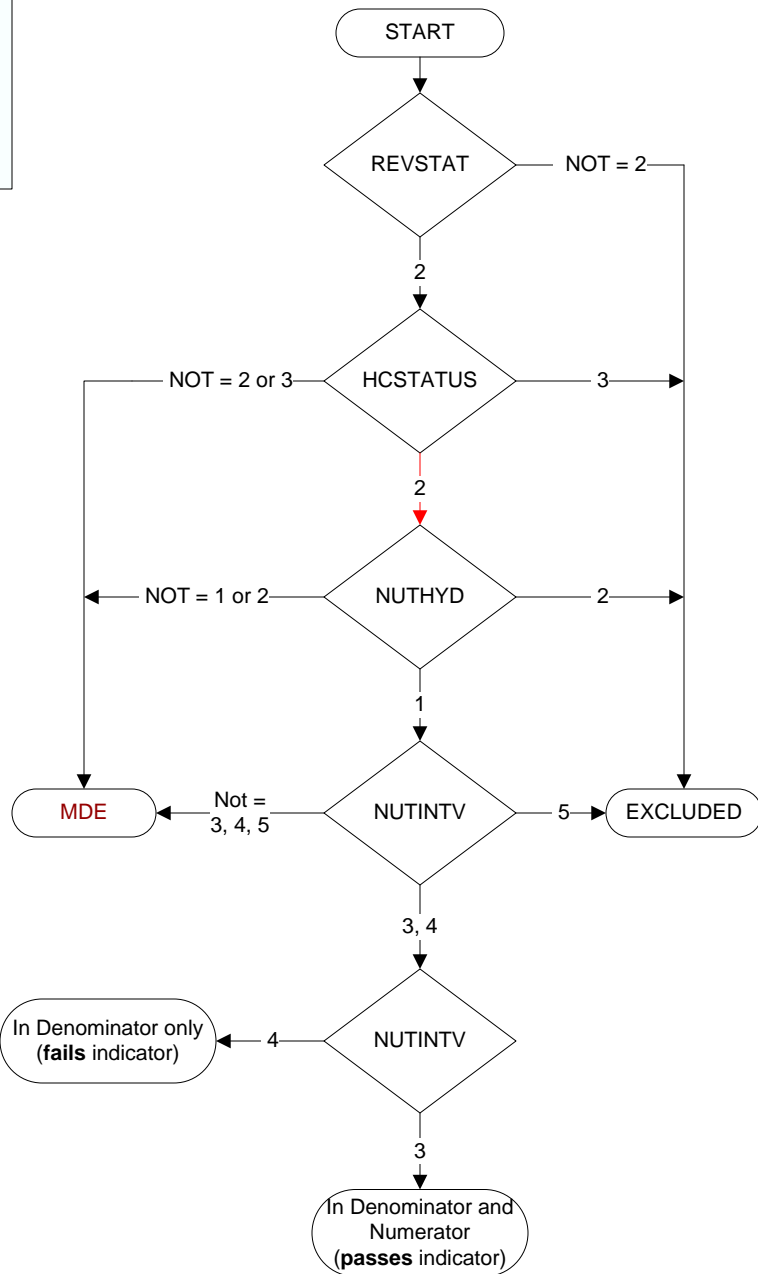 START
REVSTAT
NOT = 2
2
NOT = 2 or 3
HCSTATUS
3
2
NOT = 1 or 2
NUTHYD
2
1
MDE
Not =
3, 4, 5
NUTINTV
5
EXCLUDED
3, 4
In Denominator only
(fails indicator)
4
NUTINTV
3
In Denominator and
Numerator
(passes indicator)